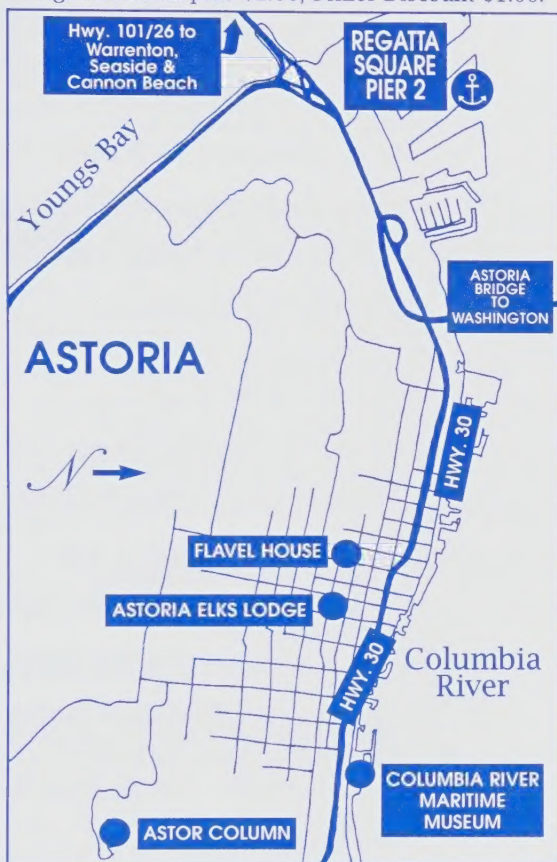 Hwy. 101/26 to
Warrenton,
Seaside &
Cannon Beach
REGATTA
SQUARE
PIER 2
Youngs Bay
ASTORIA
BRIDGE
TO
WASHINGTON
ASTORIA
N
HWY. 30
FLAVEL HOUSE
ASTORIA ELKS LODGE
HWY. 30
Columbia
River
COLUMBIA RIVER
MARITIME
MUSEUM
ASTOR COLUMN